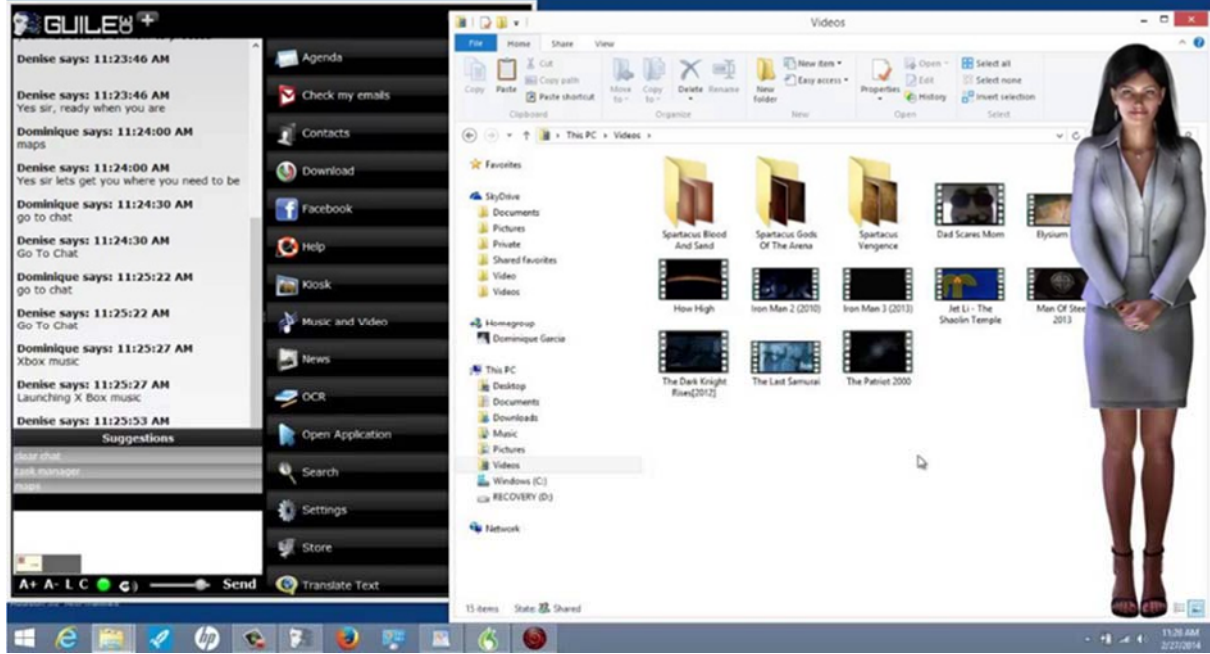 GUILE 3D
Denise says: 11:23:46 AM
Denise says: 11:23:46 AM
Yes sir, ready when you are
Dominique says: 11:24:00 AM
maps
Denise says: 11:24:00 AM
Yes sir lets get you where you need to be
Dominique says: 11:24:30 AM
go to chat
Denise says: 11:24:30 AM
Go To Chat
Dominique says: 11:25:22 AM
go to chat
Denise says: 11:25:22 AM
Go To Chat
Dominique says: 11:25:27 AM
Xbox music
Denise says: 11:25:27 AM
Launching X Box music
Denise says: 11:25:53 AM
Suggestions
clear chat
task manager
maps
A+ A- L C
Send
Agenda
Check my emails
Contacts
Download
Facebook
Help
Kiosk
Music and Video
News
OCR
Open Application
Search
Settings
Store
Translate Text
Videos
File Home Share View
Copy
Paste
Cut
Copy path
Paste shortcut
Clipboard
Move to
Copy to
Delete
Rename
Organize
New folder
New item
Easy access
New
Properties
Open
Edit
History
Open
Select all
Select none
Invert selection
Select
This PC > Videos >
Favorites
SkyDrive
Documents
Pictures
Private
Shared favorites
Video
Videos
Homegroup
Dominique Garcia
This PC
Desktop
Documents
Downloads
Music
Pictures
Videos
Windows (C:)
RECOVERY (D:)
Network
Spartacus Blood
And Sand
Spartacus Gods
Of The Arena
Spartacus
Vengence
Dad Scares Mom
Elysium
How High
Iron Man 2 (2010)
Iron Man 3 (2013)
Jet Li - The
Shaolin Temple
Man Of Stee
2013
The Dark Knight
Rises[2012]
The Last Samurai
The Patriot 2000
15 items State: Shared
hp
11:26 AM
2/27/2014